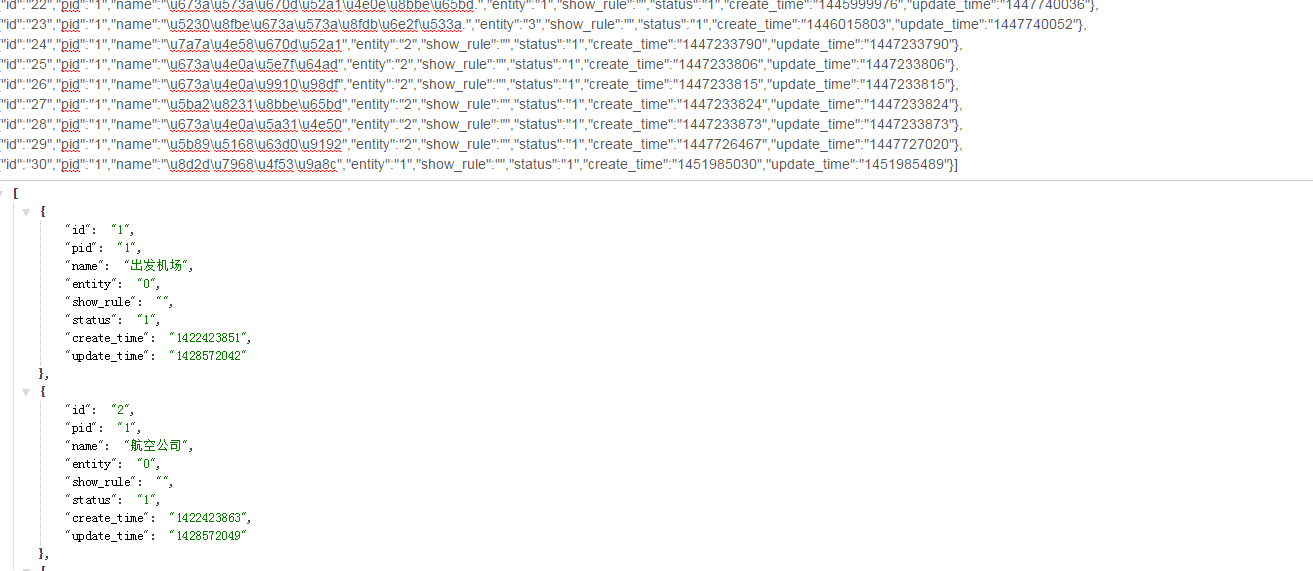 "id":"22","pid":"1","name":"\u673a\u573a\u670d\u52a1\u4e0e\u8bbe\u65bd.","entity":"1","show_rule":"","status":"1","create_time":"1445999976","update_time":"1447740036"},
"id":"23","pid":"1","name":"\u5230\u8fbe\u673a\u573a\u8fdb\u6e2f\u533a.","entity":"3","show_rule":"","status":"1","create_time":"1446015803","update_time":"1447740052"},
"id":"24","pid":"1","name":"\u7a7a\u4e58\u670d\u52a1","entity":"2","show_rule":"","status":"1","create_time":"1447233790","update_time":"1447233790"},
"id":"25","pid":"1","name":"\u673a\u4e0a\u5e7f\u64ad","entity":"2","show_rule":"","status":"1","create_time":"1447233806","update_time":"1447233806"},
"id":"26","pid":"1","name":"\u673a\u4e0a\u9910\u98df","entity":"2","show_rule":"","status":"1","create_time":"1447233815","update_time":"1447233815"},
"id":"27","pid":"1","name":"\u5ba2\u8231\u8bbe\u65bd","entity":"2","show_rule":"","status":"1","create_time":"1447233824","update_time":"1447233824"},
"id":"28","pid":"1","name":"\u673a\u4e0a\u5a31\u4e50","entity":"2","show_rule":"","status":"1","create_time":"1447233873","update_time":"1447233873"},
"id":"29","pid":"1","name":"\u5b89\u5168\u63d0\u9192","entity":"2","show_rule":"","status":"1","create_time":"1447726467","update_time":"1447727020"},
"id":"30","pid":"1","name":"\u8d2d\u7968\u4f53\u9a8c","entity":"1","show_rule":"","status":"1","create_time":"1451985030","update_time":"1451985489"}]
[
{
"id": "1",
"pid": "1",
"name": "出发机场",
"entity": "0",
"show_rule": "",
"status": "1",
"create_time": "1422423851",
"update_time": "1428572042"
},
{
"id": "2",
"pid": "1",
"name": "航空公司",
"entity": "0",
"show_rule": "",
"status": "1",
"create_time": "1422423863",
"update_time": "1428572049"
},